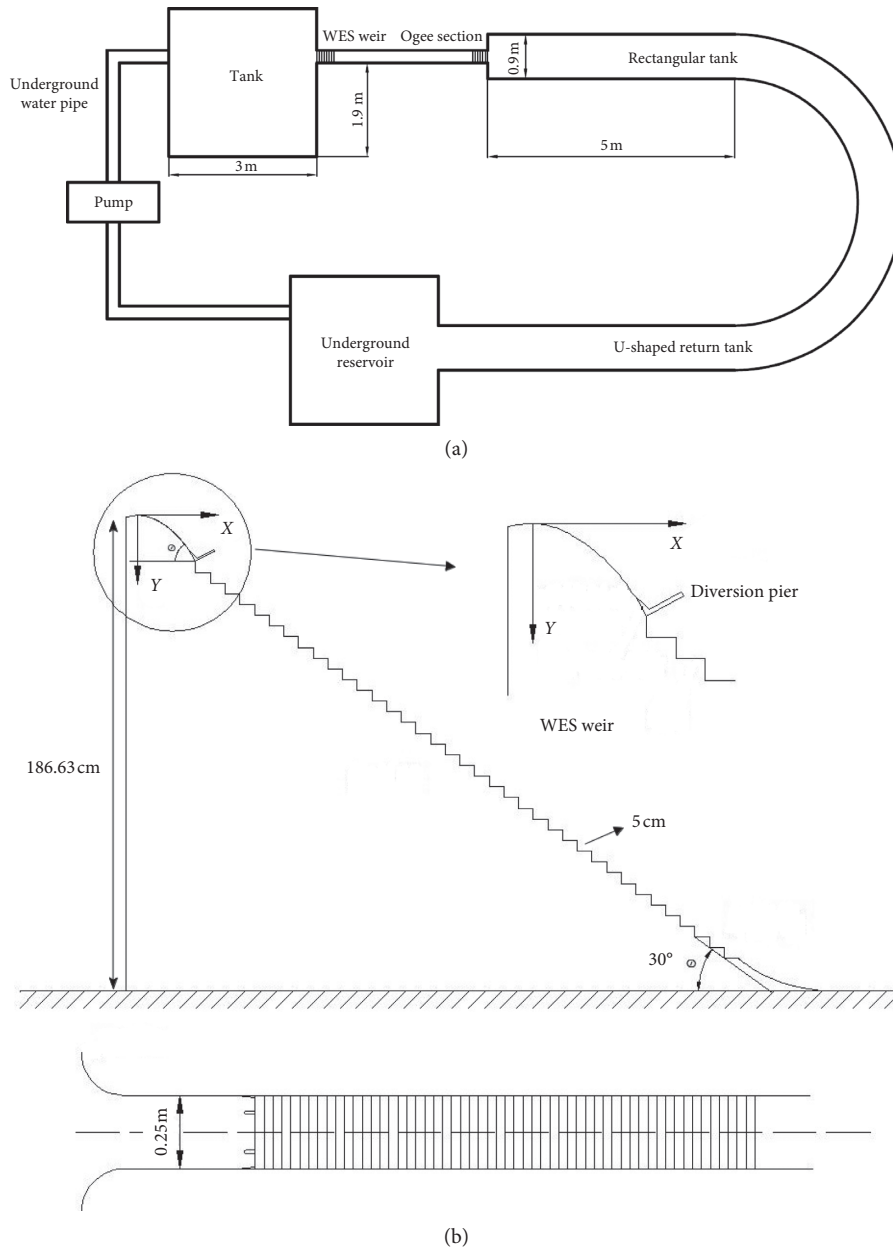 WES weir
Ogee section
Underground
water pipe
Tank
Rectangular tank
0.9 m
1.9 m
3 m
5 m
Pump
Underground
reservoir
U-shaped return tank
(a)
X
Y
Θ
X
Y
Diversion pier
WES weir
186.63 cm
5 cm
30°
Θ
0.25 m
(b)